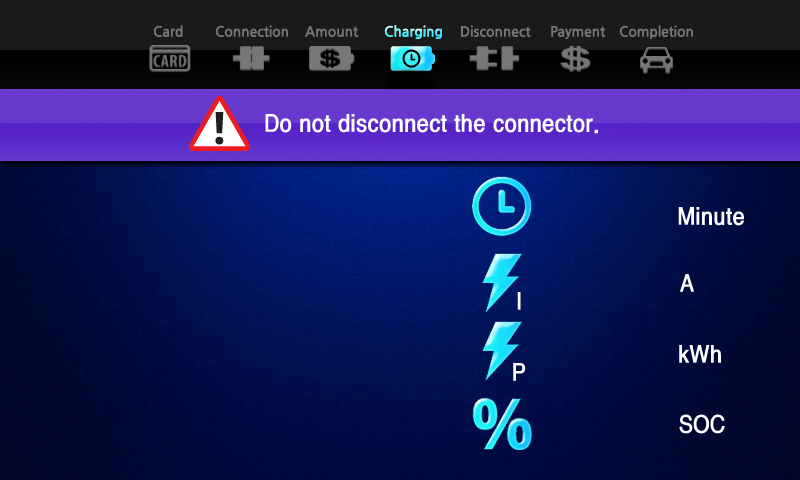 Card Connection Amount Charging Disconnect Payment Completion
CARD $ $
! Do not disconnect the connector.
Minute
I A
P kWh
% SOC